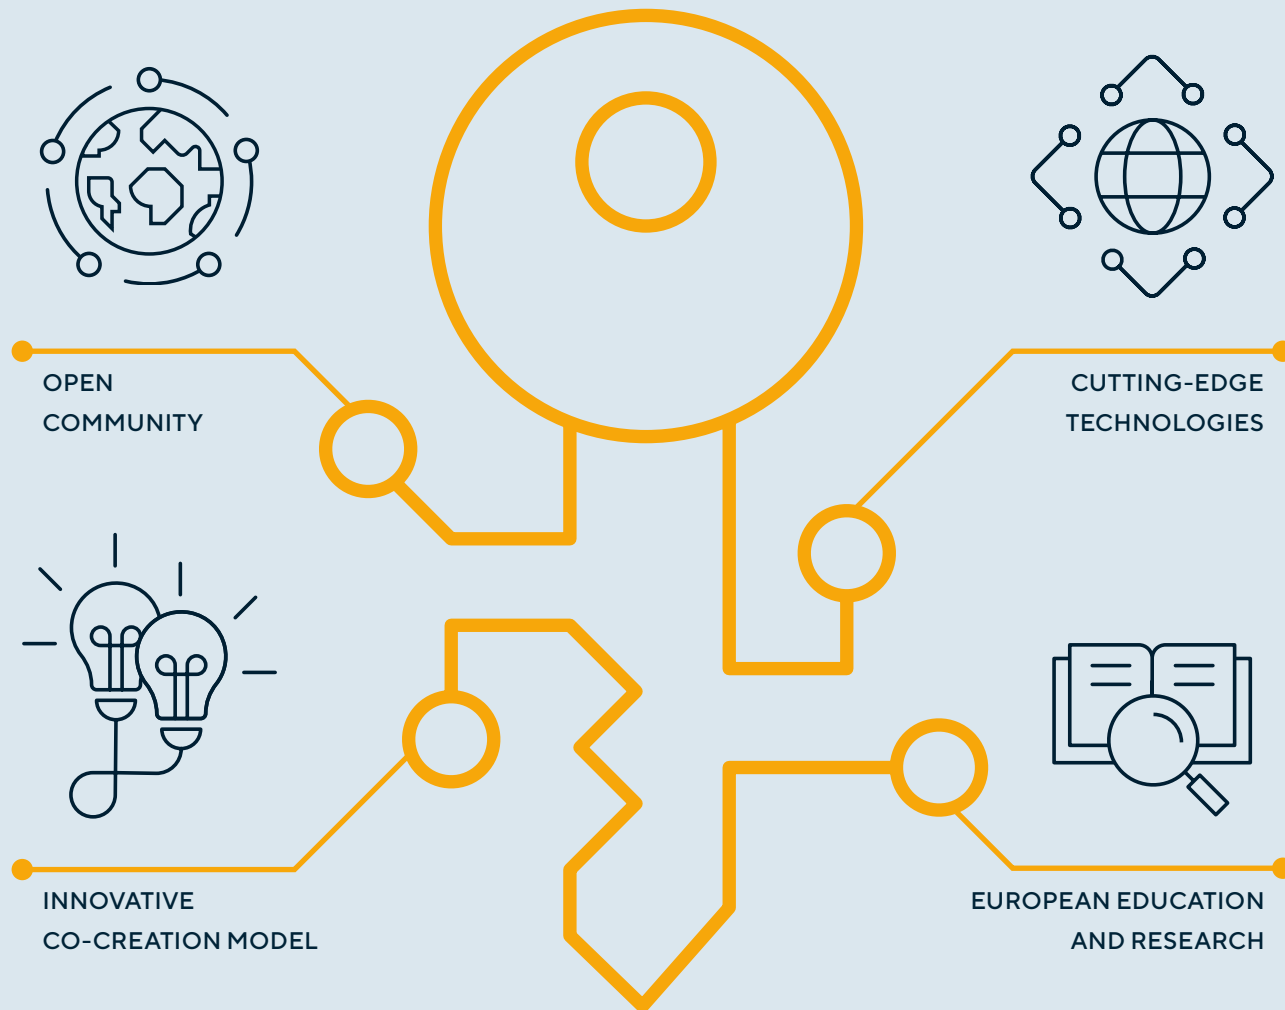 OPEN
COMMUNITY
CUTTING-EDGE
TECHNOLOGIES
INNOVATIVE
CO-CREATION MODEL
EUROPEAN EDUCATION
AND RESEARCH